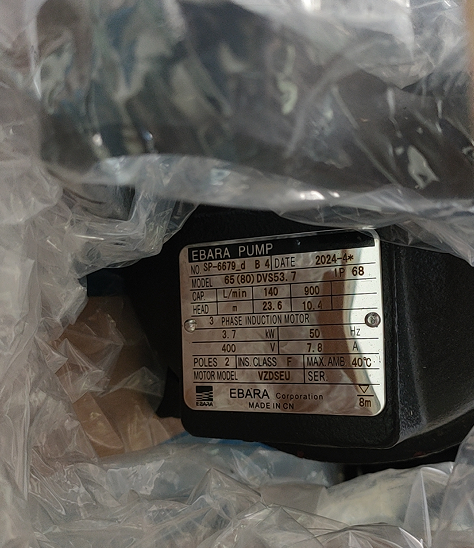 EBARA PUMP
NO. SP-6679_d B 4 DATE 2024-4*
MODEL 65(80)DVS53.7 IP 68
CAP. L/min 140 900
HEAD m 23.6 10.4
3 PHASE INDUCTION MOTOR
3.7 kW 50 Hz
400 V 7.8 A
POLES 2 INS.CLASS F MAX.AMB. 40℃
MOTOR MODEL VZDSEU SER.
EBARA EBARA Corporation
MADE IN CN 8m